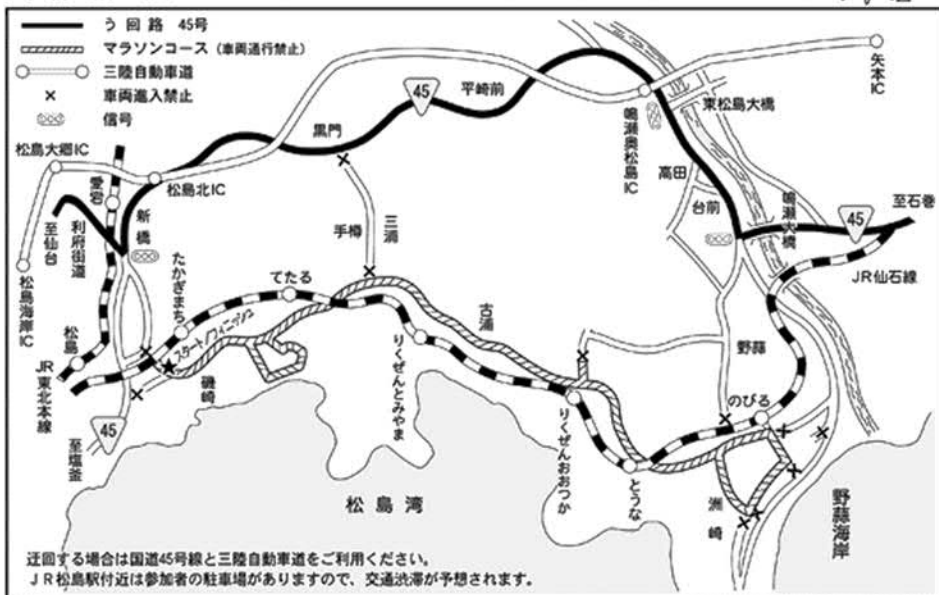 う回路 45号
マラソンコース (車両通行禁止)
三陸自動車道
車両進入禁止
信号
矢本IC
45
平崎前
東松島大橋
黒門
鳴瀬奥松島IC
松島大郷IC
松島北IC
愛宕
高田
新橋
台前
鳴瀬大橋
至石巻
45
至仙台
利府街道
手樽
三浦
JR仙石線
松島海岸IC
たかぎまち
てたる
古浦
松島
スタート/フィニッシュ
りくぜんとみやま
野蒜
JR東北本線
磯崎
のびる
45
至塩釜
りくぜんおおつか
とうな
洲崎
野蒜海岸
松島湾
迂回する場合は国道45号線と三陸自動車道をご利用ください。
JR松島駅付近は参加者の駐車場がありますので、交通渋滞が予想されます。